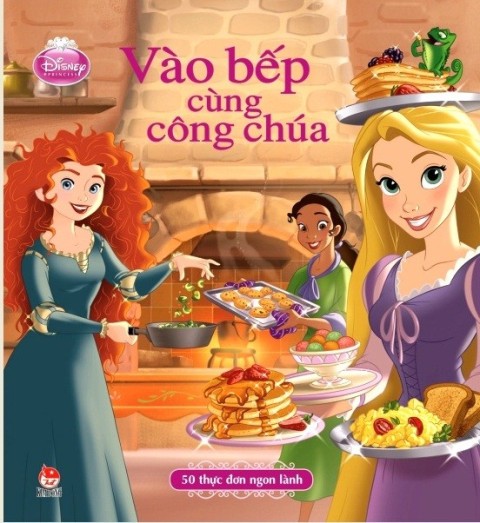 Disney
PRINCESS
Vào bếp
cùng
công chúa
50 thực đơn ngon lành